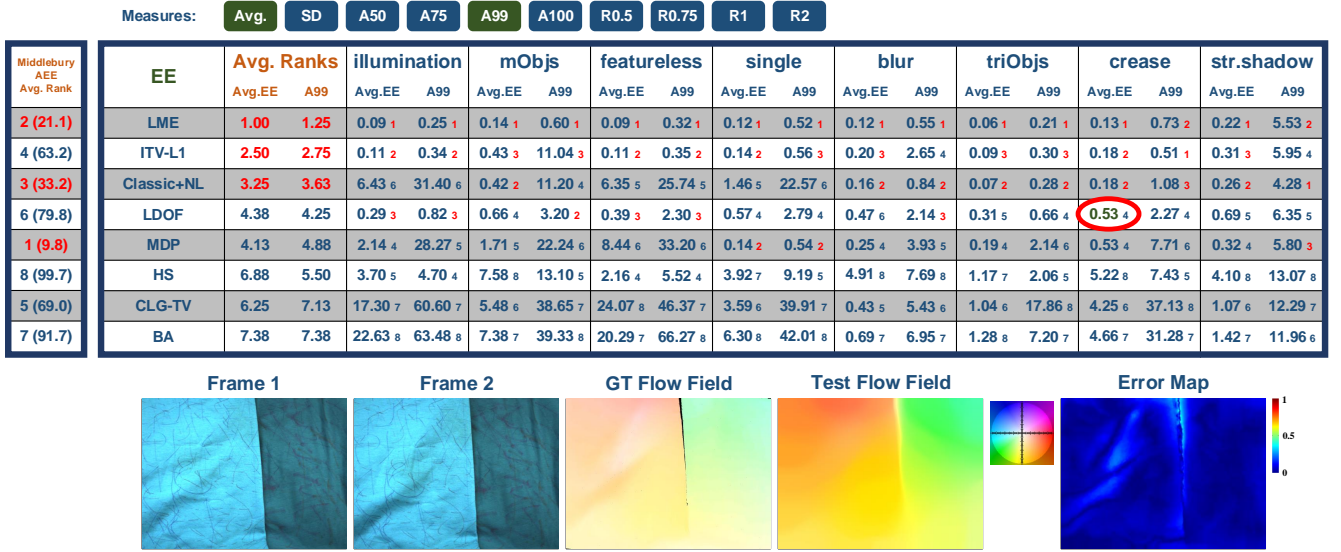 Measures: Avg. SD A50 A75 A99 A100 R0.5 R0.75 R1 R2
Middlebury
AEE
Avg. Rank
EE Avg. Ranks illumination mObjs featureless single blur triObjs crease str.shadow
Avg.EE A99 Avg.EE A99 Avg.EE A99 Avg.EE A99 Avg.EE A99 Avg.EE A99 Avg.EE A99 Avg.EE A99 Avg.EE A99
2 (21.1) LME 1.00 1.25 0.09 1 0.25 1 0.14 1 0.60 1 0.09 1 0.32 1 0.12 1 0.52 1 0.12 1 0.55 1 0.06 1 0.21 1 0.13 1 0.73 2 0.22 1 5.53 2
4 (63.2) ITV-L1 2.50 2.75 0.11 2 0.34 2 0.43 3 11.04 3 0.11 2 0.35 2 0.14 2 0.56 3 0.20 3 2.65 4 0.09 3 0.30 3 0.18 2 0.51 1 0.31 3 5.95 4
3 (33.2) Classic+NL 3.25 3.63 6.43 6 31.40 6 0.42 2 11.20 4 6.35 5 25.74 5 1.46 5 22.57 6 0.16 2 0.84 2 0.07 2 0.28 2 0.18 2 1.08 3 0.26 2 4.28 1
6 (79.8) LDOF 4.38 4.25 0.29 3 0.82 3 0.66 4 3.20 2 0.39 3 2.30 3 0.57 4 2.79 4 0.47 6 2.14 3 0.31 5 0.66 4 0.53 4 2.27 4 0.69 5 6.35 5
1 (9.8) MDP 4.13 4.88 2.14 4 28.27 5 1.71 5 22.24 6 8.44 6 33.20 6 0.14 2 0.54 2 0.25 4 3.93 5 0.19 4 2.14 6 0.53 4 7.71 6 0.32 4 5.80 3
8 (99.7) HS 6.88 5.50 3.70 5 4.70 4 7.58 8 13.10 5 2.16 4 5.52 4 3.92 7 9.19 5 4.91 8 7.69 8 1.17 7 2.06 5 5.22 8 7.43 5 4.10 8 13.07 8
5 (69.0) CLG-TV 6.25 7.13 17.30 7 60.60 7 5.48 6 38.65 7 24.07 8 46.37 7 3.59 6 39.91 7 0.43 5 5.43 6 1.04 6 17.86 8 4.25 6 37.13 8 1.07 6 12.29 7
7 (91.7) BA 7.38 7.38 22.63 8 63.48 8 7.38 7 39.33 8 20.29 7 66.27 8 6.30 8 42.01 8 0.69 7 6.95 7 1.28 8 7.20 7 4.66 7 31.28 7 1.42 7 11.96 6
Frame 1 Frame 2 GT Flow Field Test Flow Field Error Map
1
0.5
0